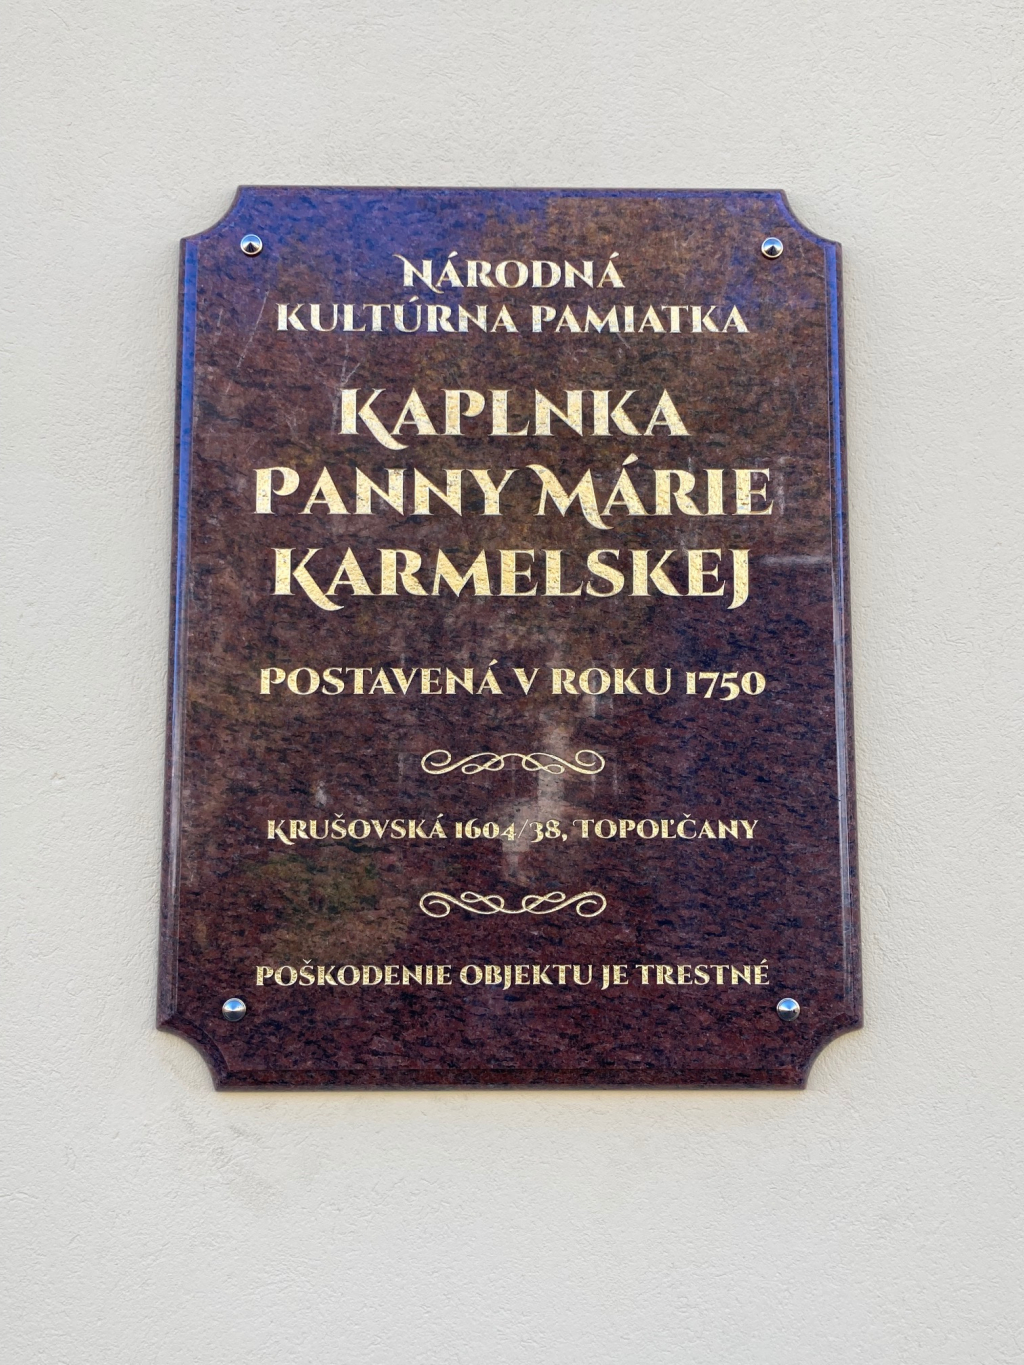 Národná
kultúrna pamiatka
Kaplnka
Panny Márie
Karmelskej
Postavená v roku 1750
Krušovská 1604/38, Topoľčany
Poškodenie objektu je trestné